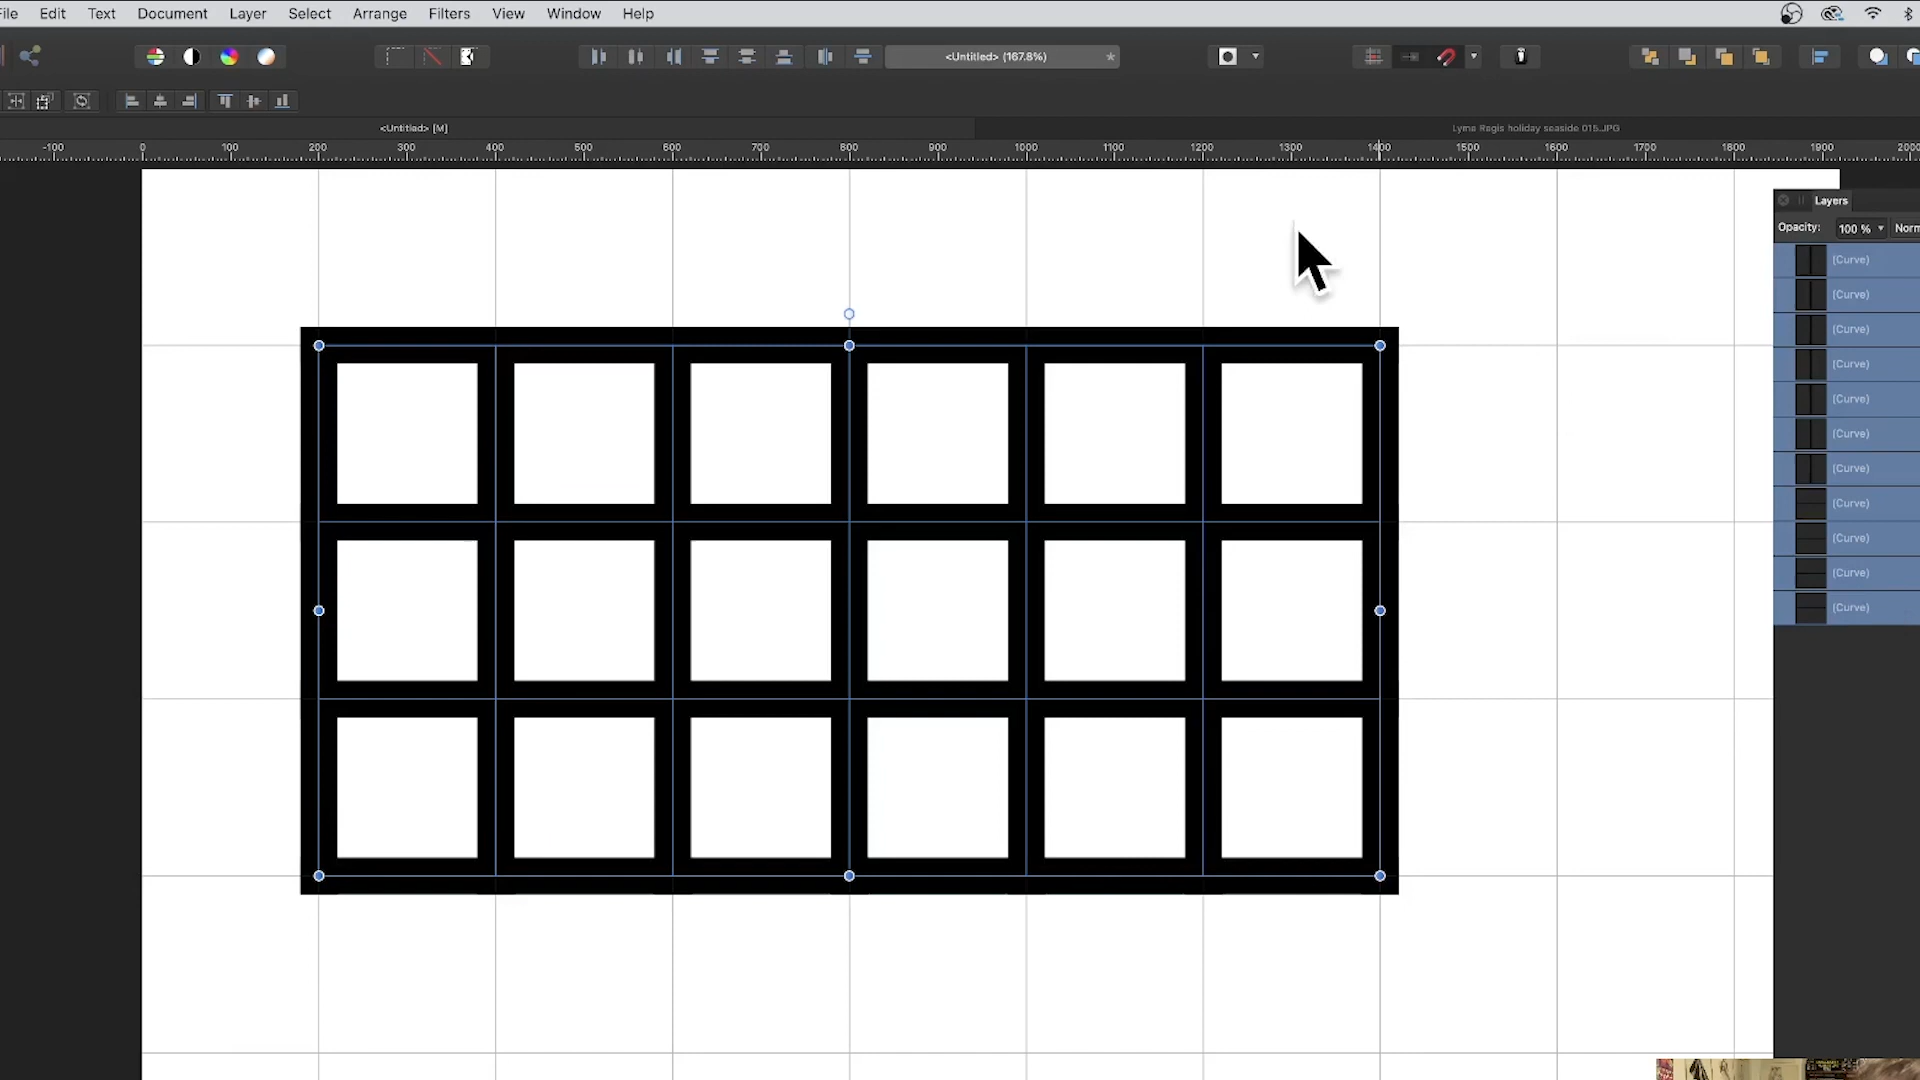 File Edit Text Document Layer Select Arrange Filters View Window Help
<Untitled> (167.8%) *
<Untitled> [M] Lyme Regis holiday seaside 015.JPG
-100 0 100 200 300 400 500 600 700 800 900 1000 1100 1200 1300 1400 1500 1600 1700 1800 1900 2000
Layers
Opacity: 100 % Norm
(Curve)
(Curve)
(Curve)
(Curve)
(Curve)
(Curve)
(Curve)
(Curve)
(Curve)
(Curve)
(Curve)